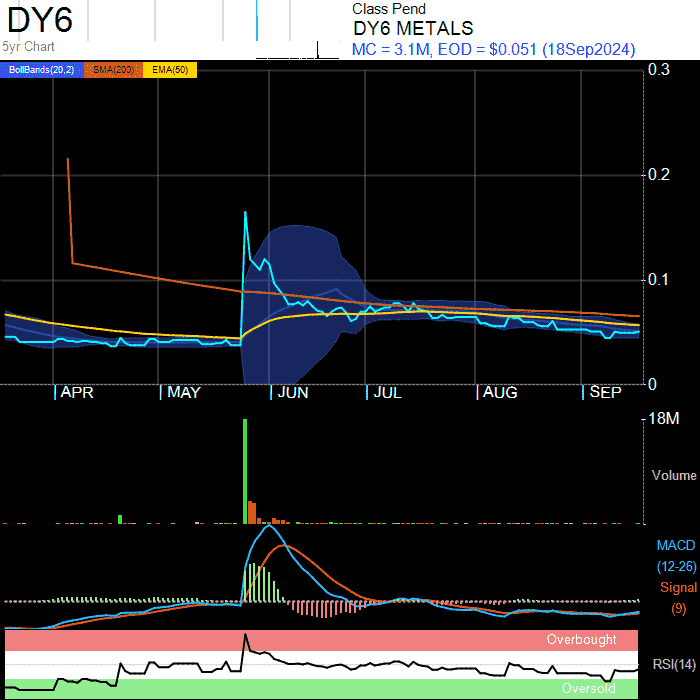 DY6
Class Pend
DY6 METALS
5yr Chart
MC = 3.1M, EOD = $0.051 (18Sep2024)
BollBands(20,2) SMA(200) EMA(50)
0.3
0.2
0.1
0
APR MAY JUN JUL AUG SEP
18M
Volume
MACD
(12-26)
Signal
(9)
Overbought
RSI(14)
Oversold